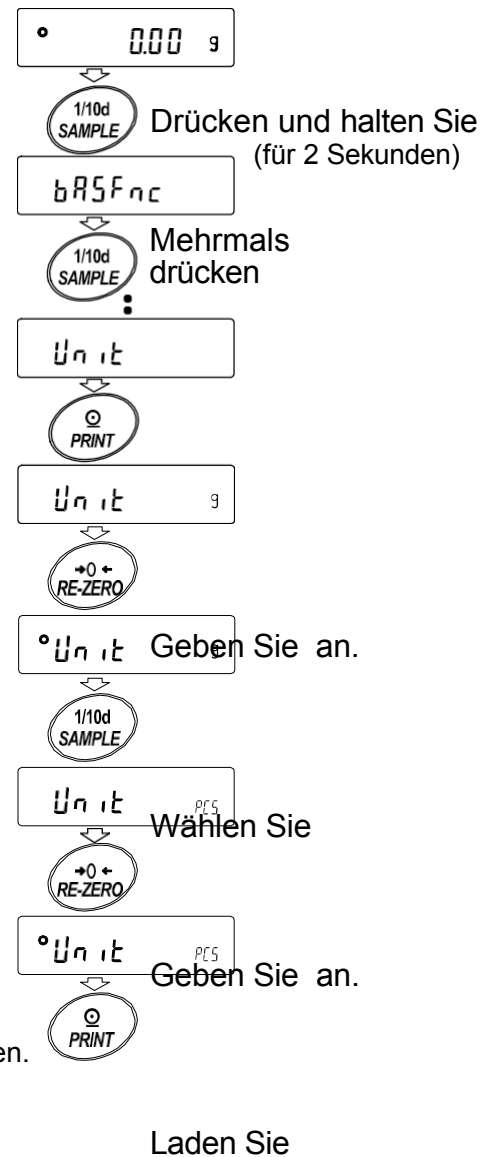 0.00 g
1/10d
SAMPLE
Drücken und halten Sie
(für 2 Sekunden)
bASFnc
1/10d
SAMPLE
Mehrmals
drücken
Unit
PRINT
Unit g
→0←
RE-ZERO
Unit g
Geben Sie an.
1/10d
SAMPLE
Unit PCS
Wählen Sie
→0←
RE-ZERO
Unit PCS
Geben Sie an.
PRINT
en.
Laden Sie